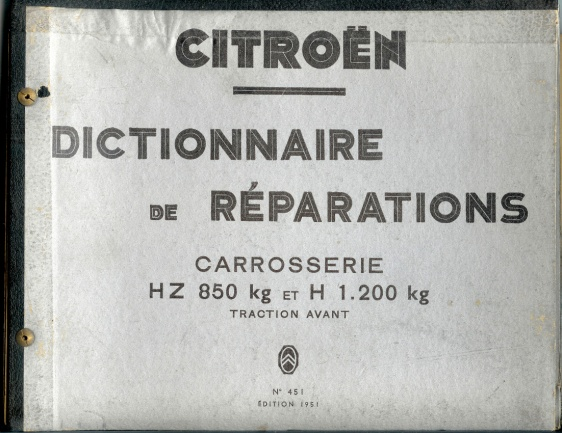 CITROËN
DICTIONNAIRE
DE RÉPARATIONS
CARROSSERIE
HZ 850 kg ET H 1.200 kg
TRACTION AVANT
N° 451
ÉDITION 1951